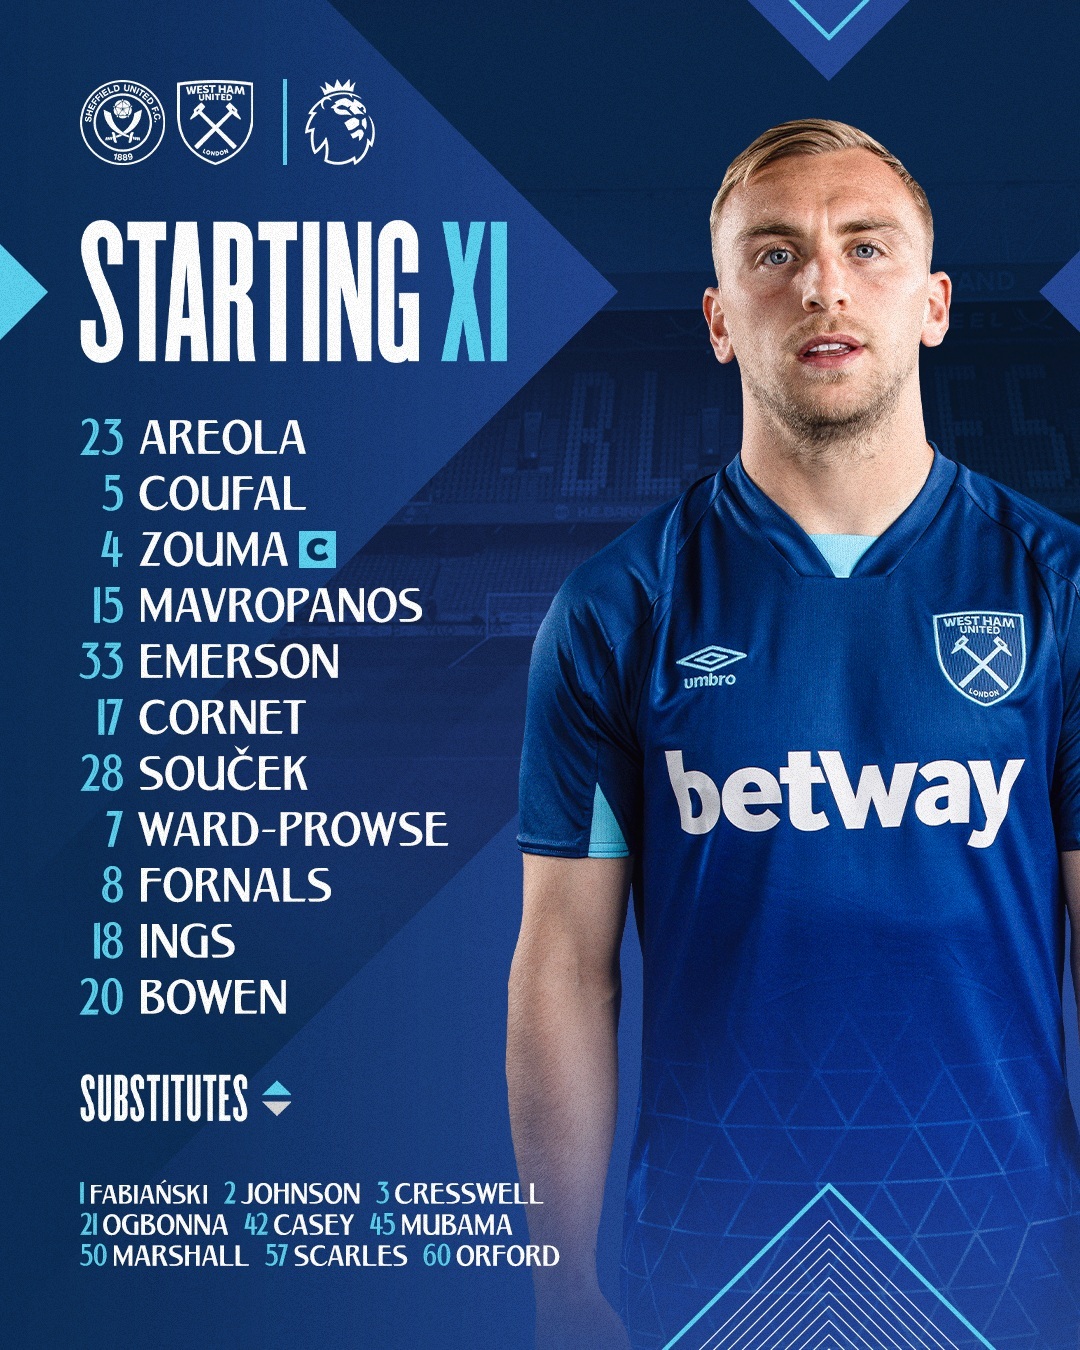 SHEFFIELD UNITED F.C.
1889
WEST HAM
UNITED
LONDON
STARTING XI
23 AREOLA
5 COUFAL
4 ZOUMA C
15 MAVROPANOS
33 EMERSON
17 CORNET
28 SOUČEK
7 WARD-PROWSE
8 FORNALS
18 INGS
20 BOWEN
SUBSTITUTES
1 FABIAŃSKI 2 JOHNSON 3 CRESSWELL
21 OGBONNA 42 CASEY 45 MUBAMA
50 MARSHALL 57 SCARLES 60 ORFORD
umbro
WEST HAM
UNITED
LONDON
betway